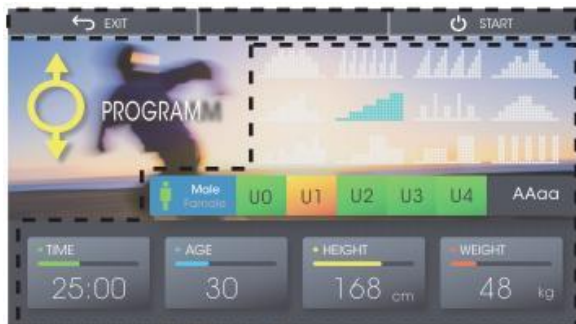 EXIT START
PROGRAMM
Male
Female
U0 U1 U2 U3 U4 AAaa
TIME AGE HEIGHT WEIGHT
25:00 30 168 cm 48 kg